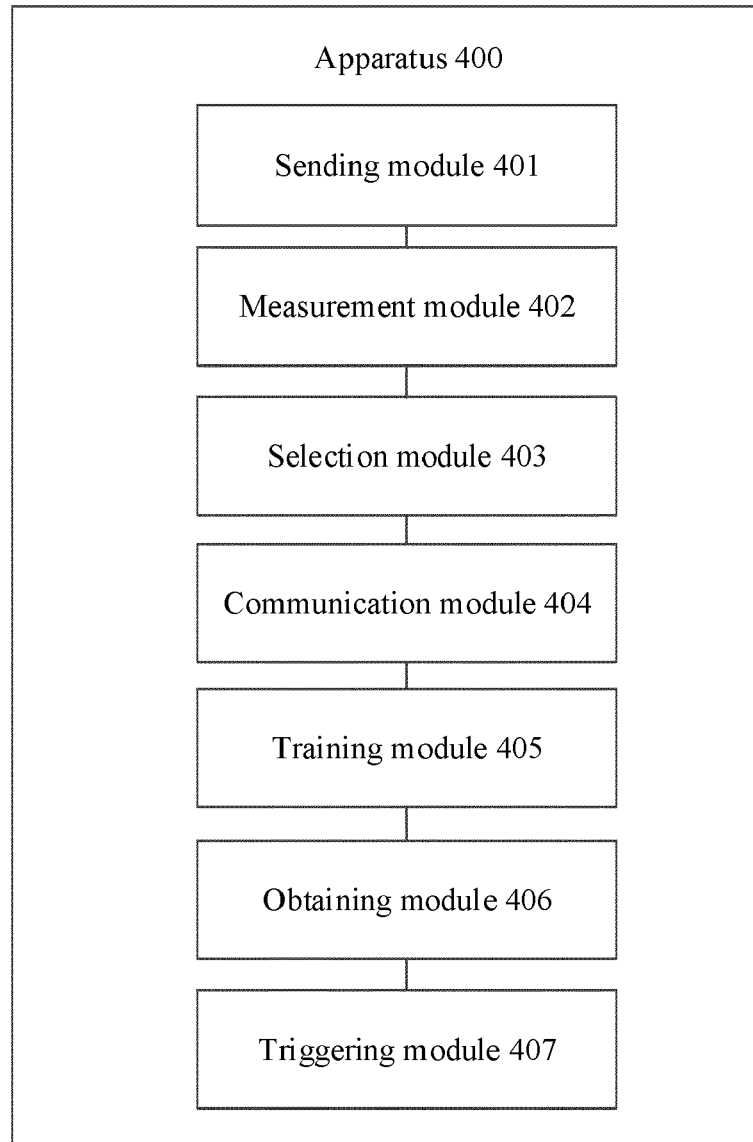 Apparatus 400
Sending module 401
Measurement module 402
Selection module 403
Communication module 404
Training module 405
Obtaining module 406
Triggering module 407